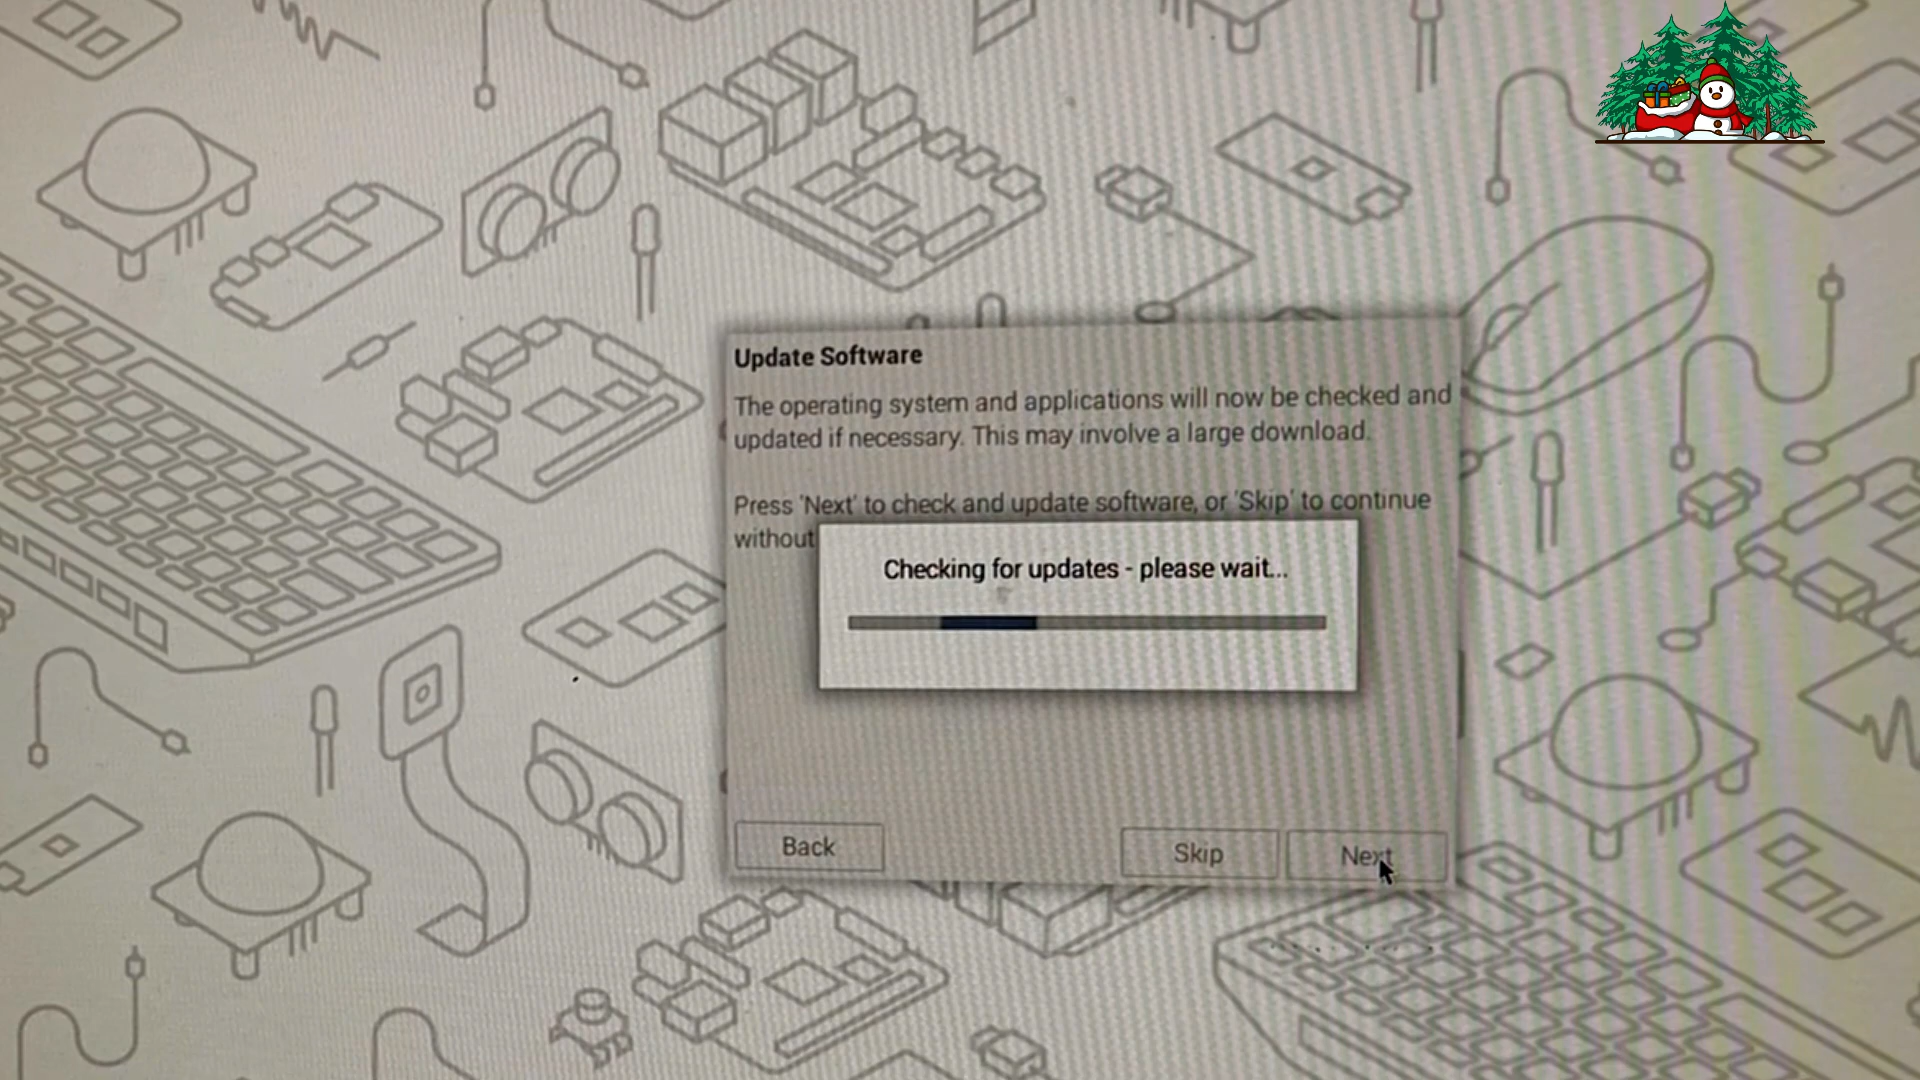 Update Software
The operating system and applications will now be checked and
updated if necessary. This may involve a large download.
Press 'Next' to check and update software, or 'Skip' to continue
without
Checking for updates - please wait...
Back
Skip
Next